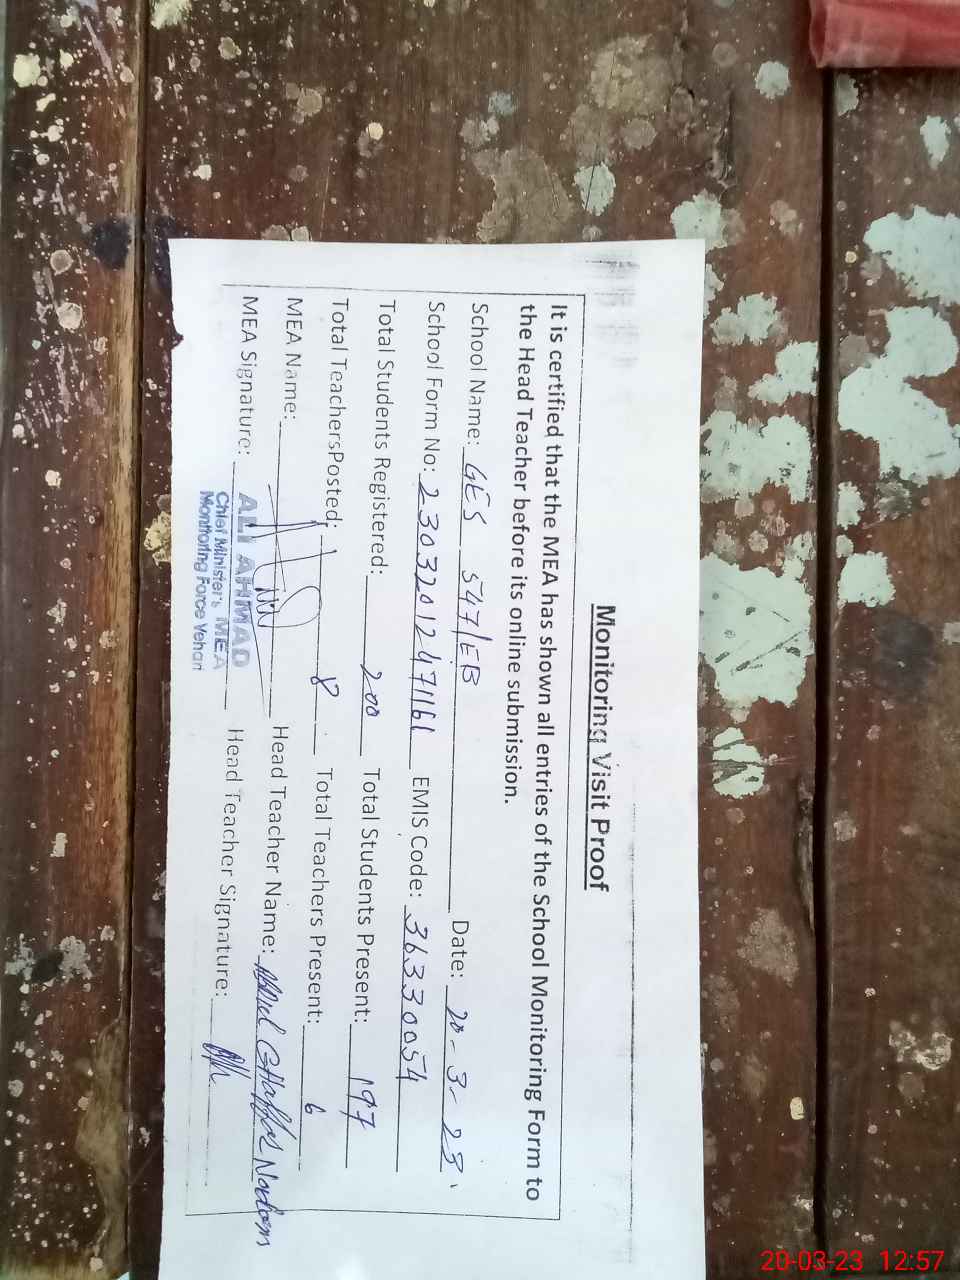 Monitoring Visit Proof
It is certified that the MEA has shown all entries of the School Monitoring Form to
the Head Teacher before its online submission.
School Name: GES 547/EB Date: 20-3-23
School Form No: 23032012471161 EMIS Code: 36330054
Total Students Registered: 200 Total Students Present: 197
Total TeachersPosted: 8 Total Teachers Present: 6
MEA Name: Head Teacher Name: Abdul Ghaffar Nadeem
MEA Signature: Head Teacher Signature:
ALI AHMAD
Chief Minister's MEA
Monitoring Force Vehari
20-03-23 12:57